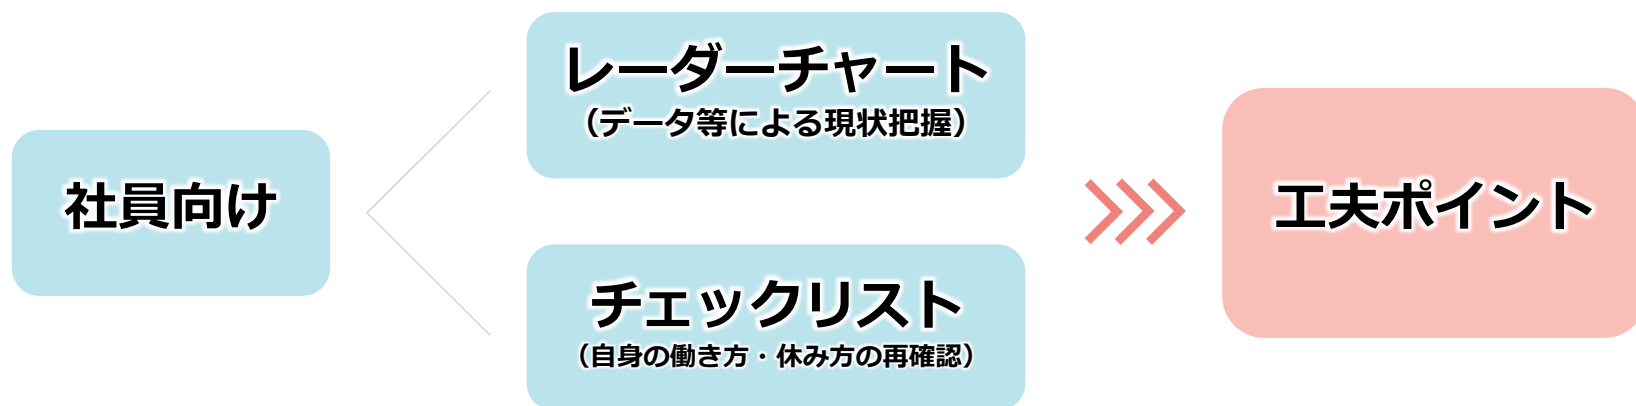 社員向け
レーダーチャート
（データ等による現状把握）
チェックリスト
（自身の働き方・休み方の再確認）
工夫ポイント